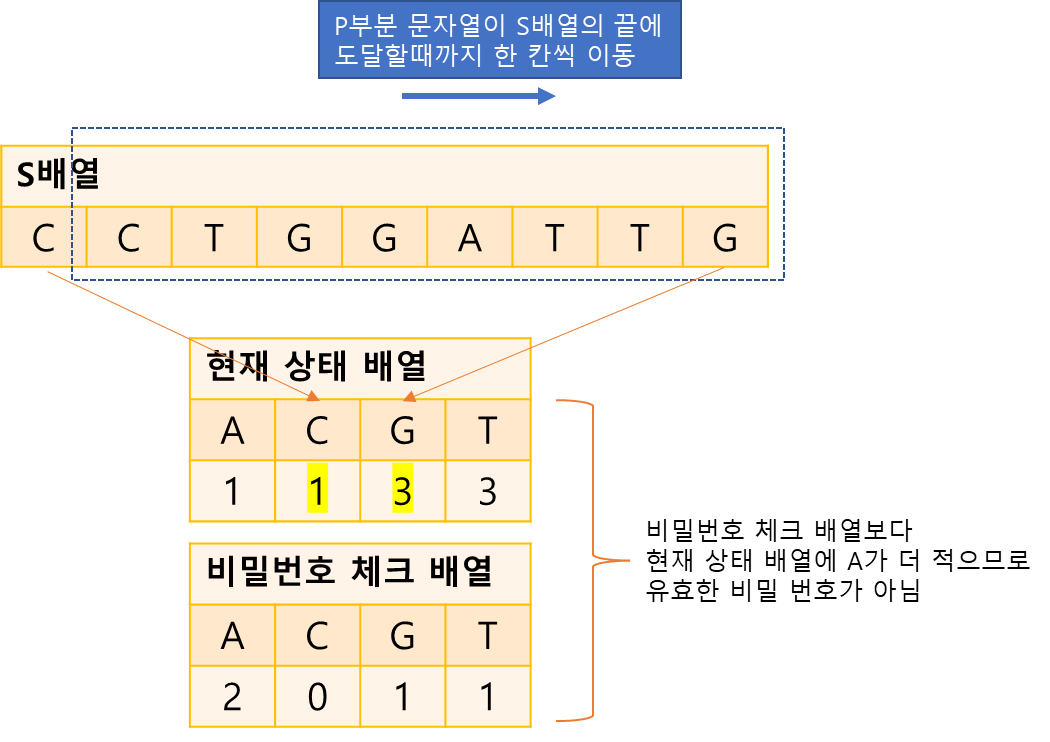 P부분 문자열이 S배열의 끝에
도달할때까지 한 칸씩 이동
S배열
C C T G G A T T G
현재 상태 배열
A C G T
1 1 3 3
비밀번호 체크 배열
A C G T
2 0 1 1
비밀번호 체크 배열보다
현재 상태 배열에 A가 더 적으므로
유효한 비밀 번호가 아님